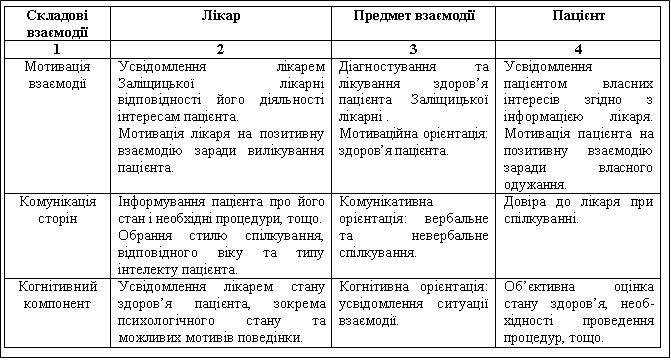 Складові взаємодії
Лікар
Предмет взаємодії
Пацієнт
1
2
3
4
Мотивація
взаємодії
Усвідомлення лікарем
Заліщицької лікарні
відповідності його діяльності
інтересам пацієнта.
Мотивація лікаря на позитивну
взаємодію заради вилікування
пацієнта.
Діагностування та
лікування здоров’я
пацієнта Заліщицької
лікарні .
Мотиваційна орієнтація:
здоров’я пацієнта.
Усвідомлення
пацієнтом власних
інтересів згідно з
інформацією лікаря.
Мотивація пацієнта на
позитивну взаємодію
заради власного
одужання.
Комунікація
сторін
Інформування пацієнта про його
стан і необхідні процедури, тощо.
Обрання стилю спілкування,
відповідного віку та типу
інтелекту пацієнта.
Комунікативна
орієнтація: вербальне
та невербальне
спілкування.
Довіра до лікаря при
спілкуванні.
Когнітивний
компонент
Усвідомлення лікарем стану
здоров’я пацієнта, зокрема
психологічного стану та
можливих мотивів поведінки.
Когнітивна орієнтація:
усвідомлення ситуації
взаємодії.
Об’єктивна оцінка
стану здоров’я, необ-
хідності проведення
процедур, тощо.